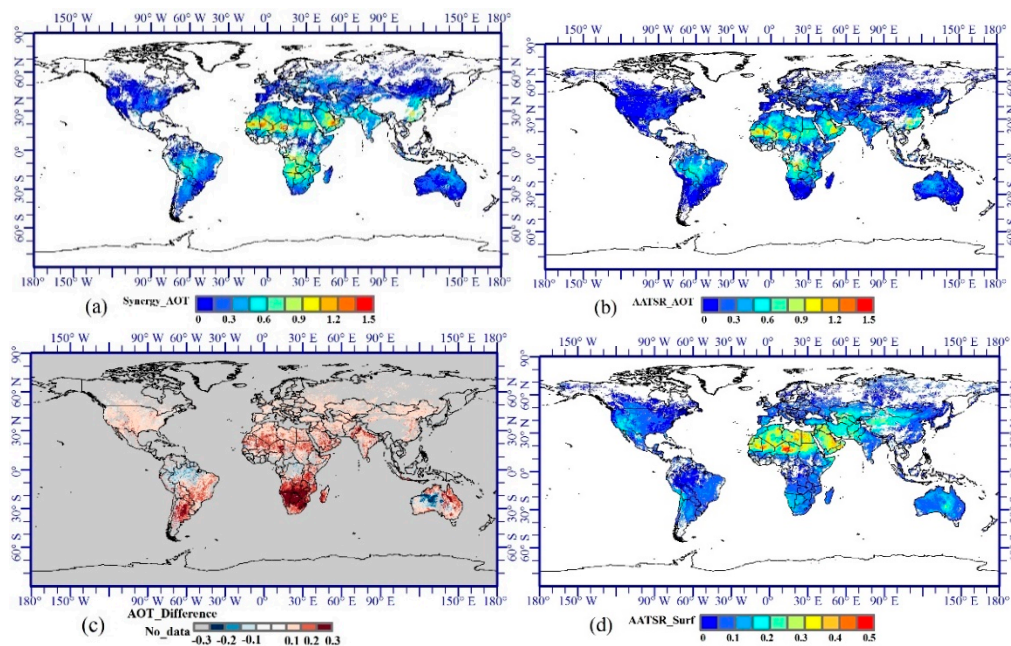 150° W 90° W 60° W 30° W 0° 30° E 60° E 90° E 150° E 180°
90°
60° N
30° N
0°
30° S
60° S
180° 150° W 90° W 60° W 30° W 0° 30° E 60° E 90° E 150° E 180°
(a)
Synergy_AOT
0 0.3 0.6 0.9 1.2 1.5
150° W 90° W 60° W 30° W 0° 30° E 60° E 90° E 150° E 180°
90°
60° N
30° N
0°
30° S
60° S
180° 150° W 90° W 60° W 30° W 0° 30° E 60° E 90° E 150° E 180°
(b)
AATSR_AOT
0 0.3 0.6 0.9 1.2 1.5
150° W 90° W 60° W 30° W 0° 30° E 60° E 90° E 150° E 180°
90°
60° N
30° N
0°
30° S
60° S
180° 150° W 90° W 60° W 30° W 0° 30° E 60° E 90° E 150° E 180°
(c)
AOT_Difference
No_data
-0.3 -0.2 -0.1 0.1 0.2 0.3
150° W 90° W 60° W 30° W 0° 30° E 60° E 90° E 150° E 180°
90°
60° N
30° N
0°
30° S
60° S
180° 150° W 90° W 60° W 30° W 0° 30° E 60° E 90° E 150° E 180°
(d)
AATSR_Surf
0 0.1 0.2 0.3 0.4 0.5